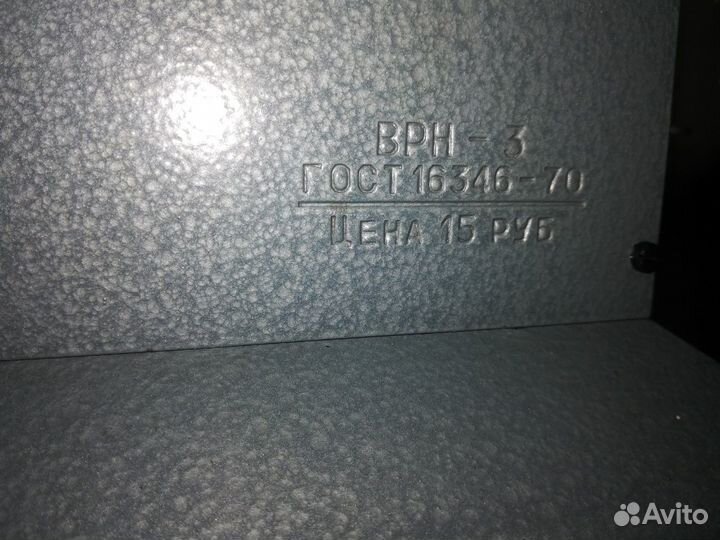 ВРН-3
ГОСТ 16346-70
ЦЕНА 15 РУБ
Avito